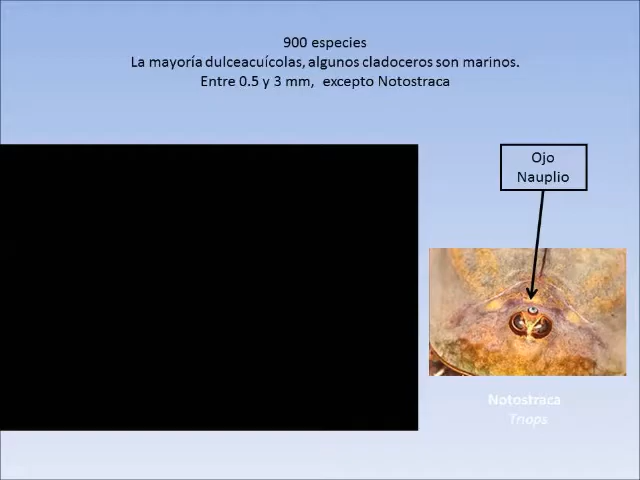 900 especies
La mayoría dulceacuícolas, algunos cladoceros son marinos.
Entre 0.5 y 3 mm, excepto Notostraca
Ojo
Nauplio
Notostraca
Triops